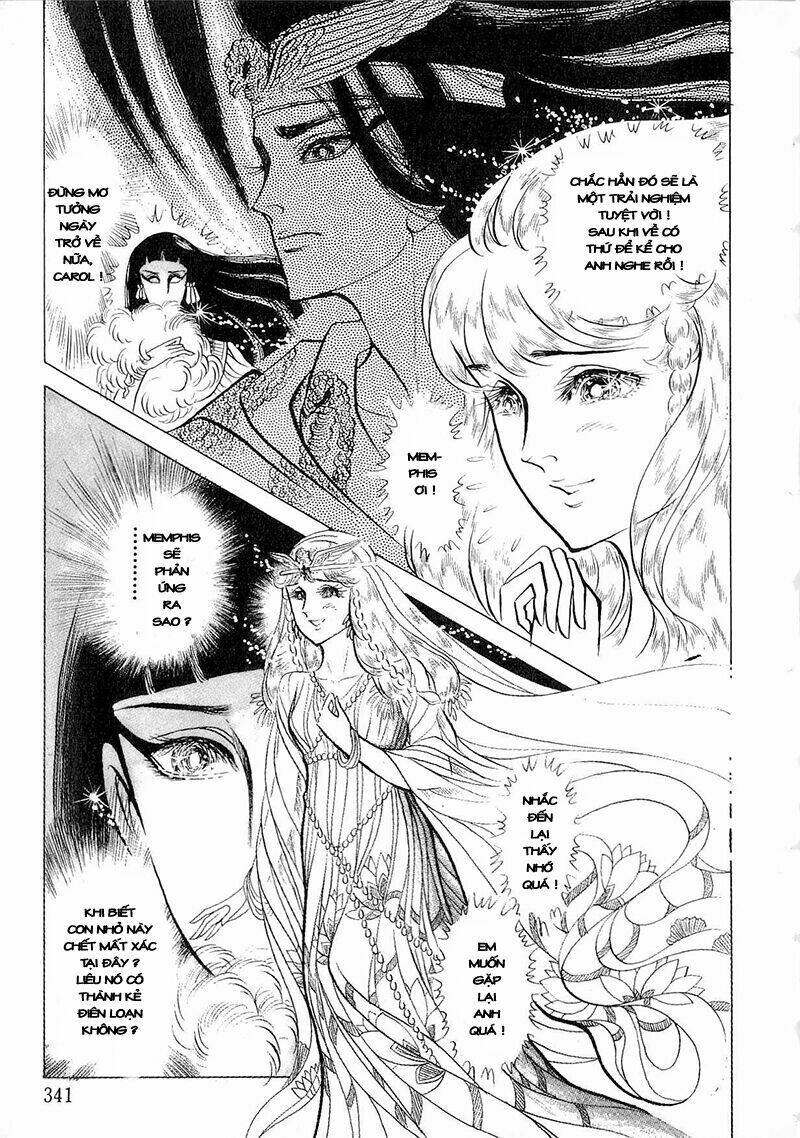 CHẮC HẲN ĐÓ SẼ LÀ
MỘT TRẢI NGHIỆM
TUYỆT VỜI !
SAU KHI VỀ CÓ
THỨ ĐỂ KỂ CHO
ANH NGHE RỒI !
ĐỪNG MƠ
TƯỞNG
NGÀY
TRỞ VỀ
NỮA,
CAROL !
MEM-
PHIS
ƠI !
MEMPHIS
SẼ
PHẢN
ỨNG
RA
SAO ?
.........
NHẮC
ĐẾN
LẠI
THẤY
NHỚ
QUÁ !
EM
MUỐN
GẶP
LẠI
ANH
QUÁ !
KHI BIẾT
CON NHỎ NÀY
CHẾT MẤT XÁC
TẠI ĐÂY ?
LIỆU NÓ CÓ
THÀNH KẺ
ĐIÊN LOẠN
KHÔNG ?
341